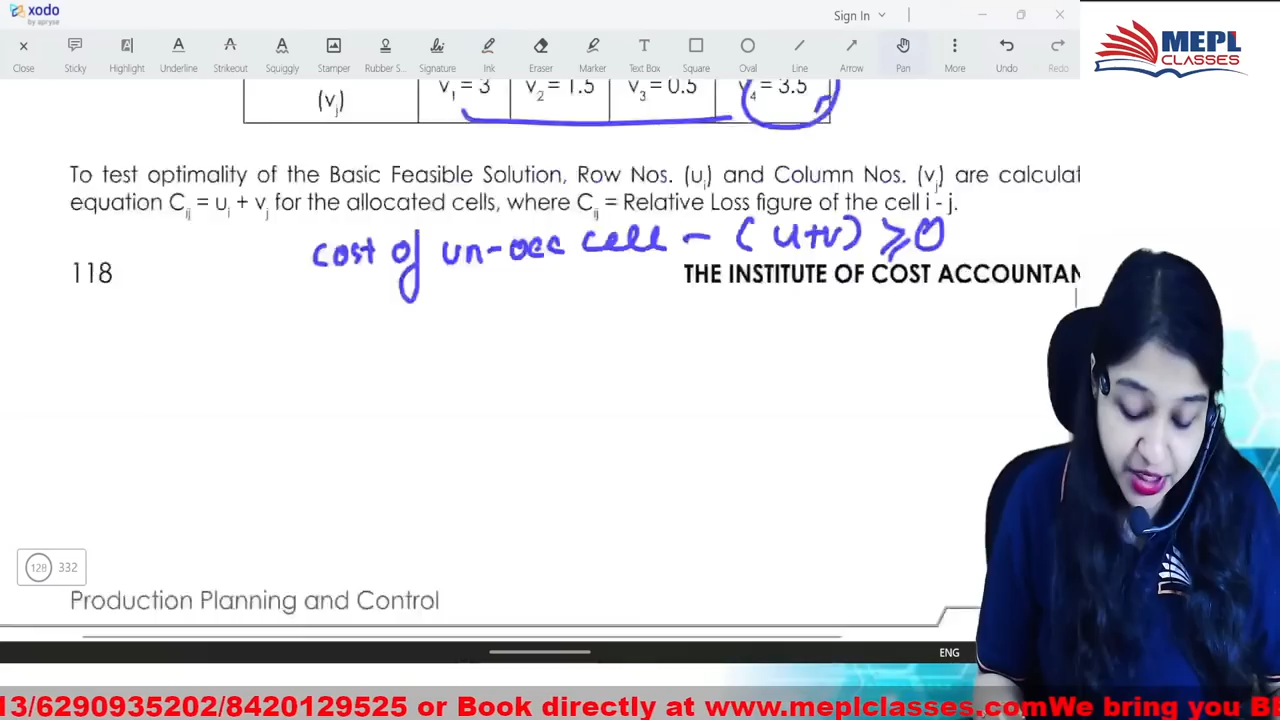 xodo
by apryse
Sign In
Close Sticky Highlight Underline Strikeout Squiggly Stamper Rubber Signature Pencil Eraser Marker Text Box Square Oval Line Arrow Pan More Undo Redo
MEPL
CLASSES
(vj) v1 = 3 v2 = 1.5 v3 = 0.5 v4 = 3.5
To test optimality of the Basic Feasible Solution, Row Nos. (ui) and Column Nos. (vj) are calculat
equation Cij = ui + vj for the allocated cells, where Cij = Relative Loss figure of the cell i - j.
cost of un-occ cell - (u+v) ≥ 0
118 THE INSTITUTE OF COST ACCOUNTAN
128 332
Production Planning and Control
ENG
13/6290935202/8420129525 or Book directly at www.meplclasses.comWe bring you B